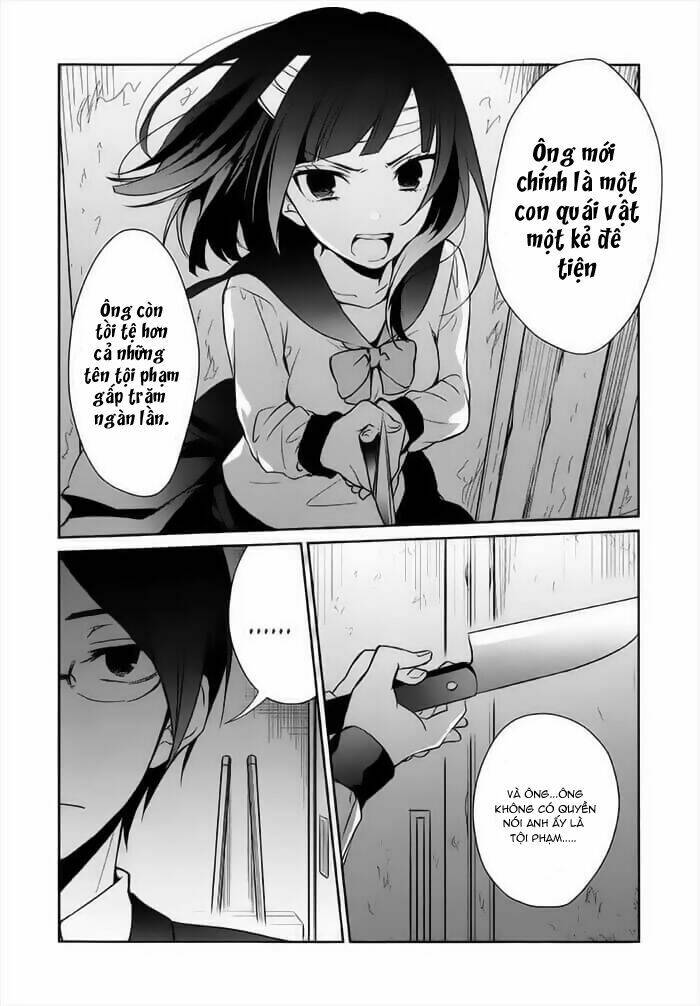 Ông mới
chính là một
con quái vật
một kẻ đê
tiện
Ông còn
tồi tệ hơn
cả những
tên tội phạm
gấp trăm
ngàn lần.
VÀ ÔNG...ÔNG
KHÔNG CÓ QUYỀN
NÓI ANH ẤY LÀ
TỘI PHẠM.....
.......